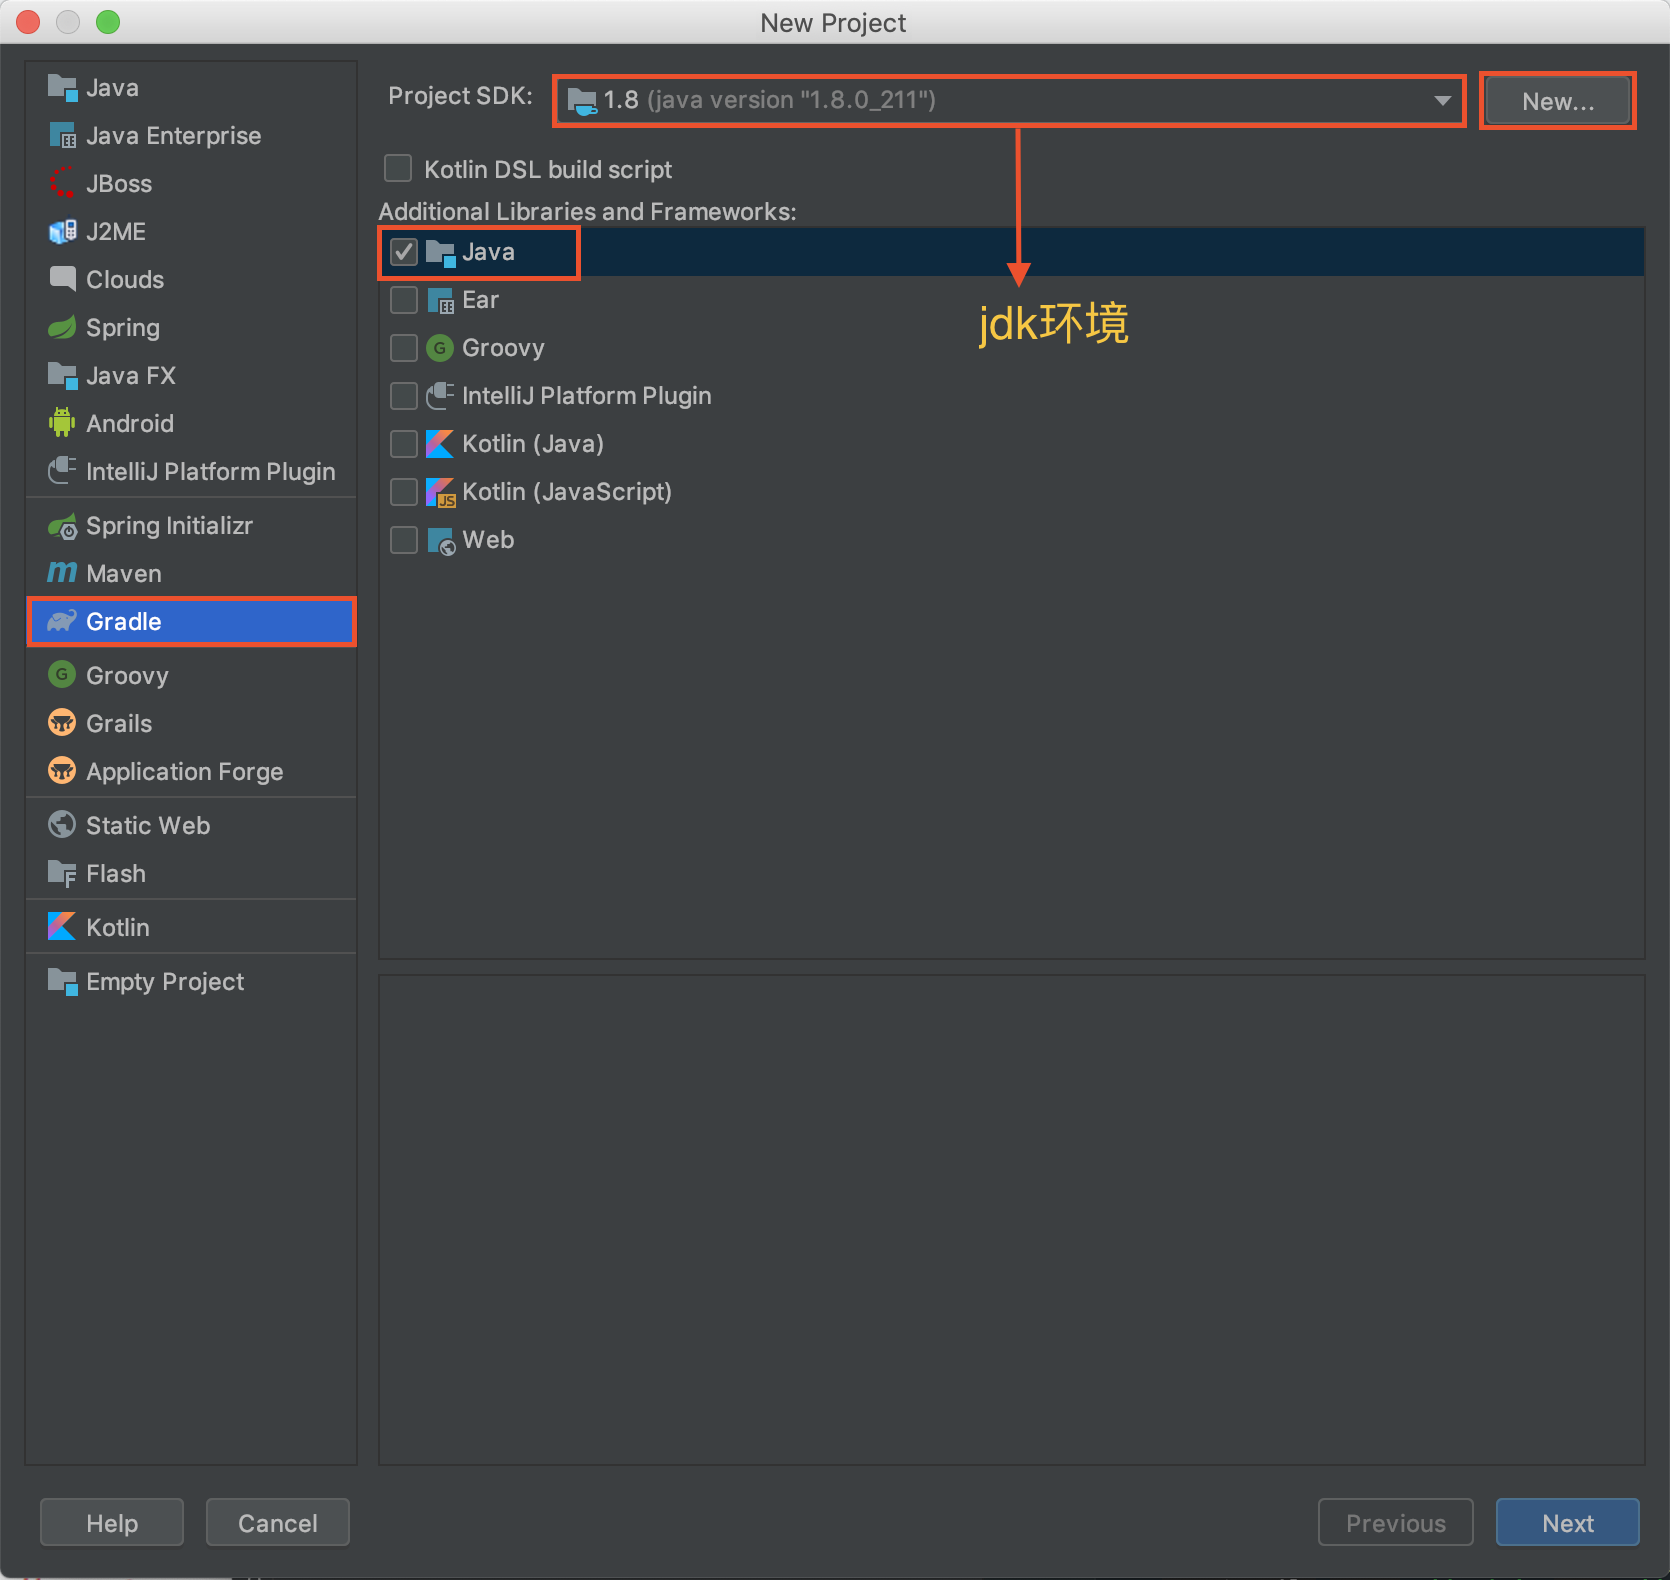 New Project
Java
Java Enterprise
JBoss
J2ME
Clouds
Spring
Java FX
Android
IntelliJ Platform Plugin
Spring Initializr
Maven
Gradle
Groovy
Grails
Application Forge
Static Web
Flash
Kotlin
Empty Project
Project SDK: 1.8 (java version "1.8.0_211") New...
Kotlin DSL build script
Additional Libraries and Frameworks:
Java
Ear
Groovy
IntelliJ Platform Plugin
Kotlin (Java)
Kotlin (JavaScript)
Web
jdk环境
Help Cancel Previous Next